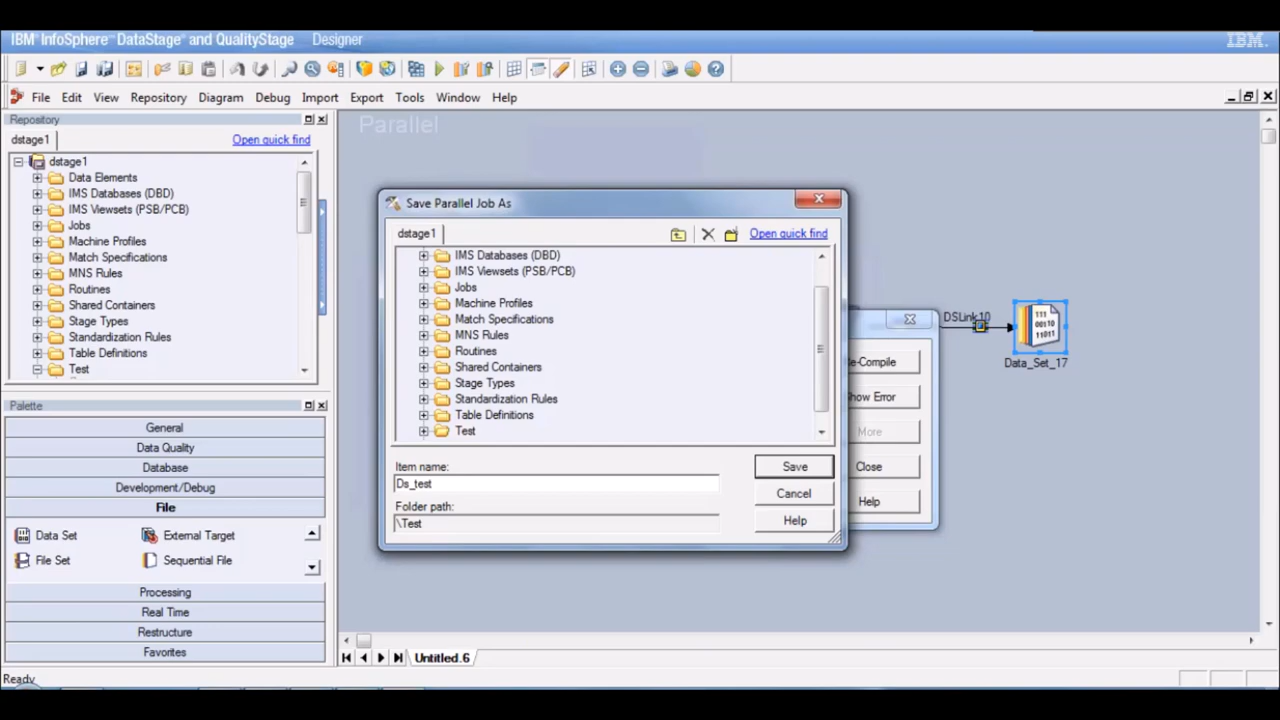 IBM® InfoSphere™ DataStage® and QualityStage Designer
IBM
File Edit View Repository Diagram Debug Import Export Tools Window Help
Repository
dstage1
Open quick find
dstage1
Data Elements
IMS Databases (DBD)
IMS Viewsets (PSB/PCB)
Jobs
Machine Profiles
Match Specifications
MNS Rules
Routines
Shared Containers
Stage Types
Standardization Rules
Table Definitions
Test
Palette
General
Data Quality
Database
Development/Debug
File
Data Set
External Target
File Set
Sequential File
Processing
Real Time
Restructure
Favorites
Parallel
Save Parallel Job As
dstage1
Open quick find
IMS Databases (DBD)
IMS Viewsets (PSB/PCB)
Jobs
Machine Profiles
Match Specifications
MNS Rules
Routines
Shared Containers
Stage Types
Standardization Rules
Table Definitions
Test
Item name:
Ds_test
Folder path:
\Test
Save
Cancel
Help
e-Compile
how Error
More
Close
Help
DSLink10
111
00110
11011
Data_Set_17
Untitled.6
Ready